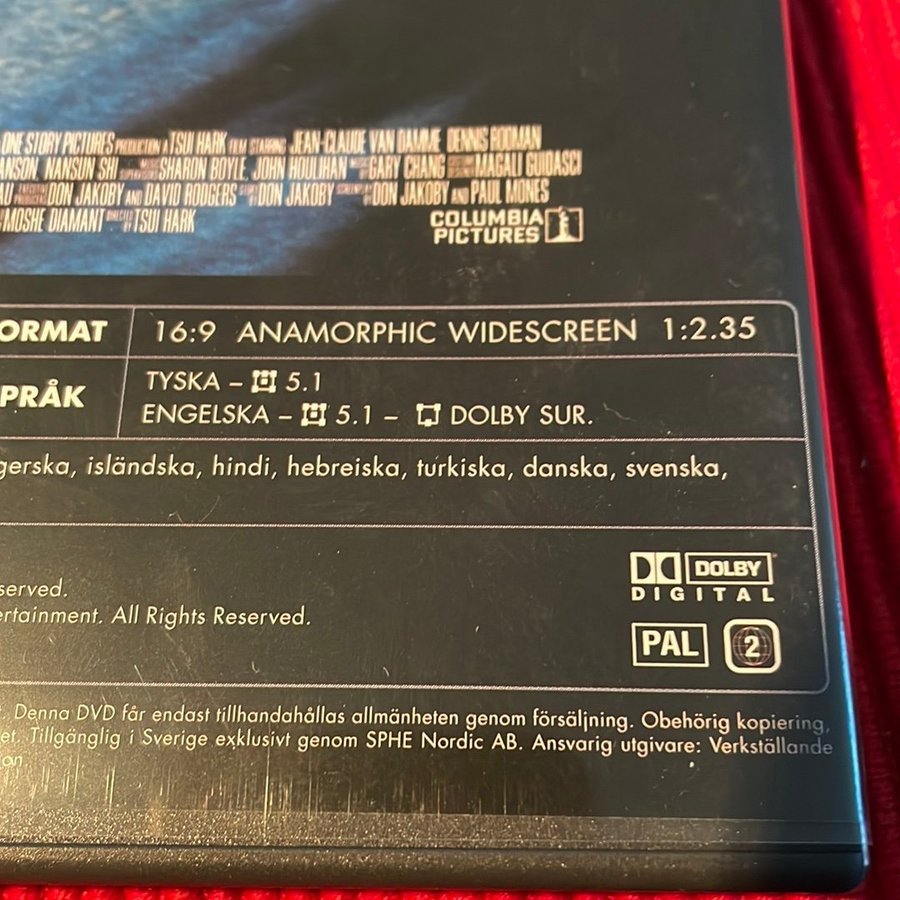 ONE STORY PICTURES PRODUCTION A TSUI HARK FILM STARRING JEAN-CLAUDE VAN DAMME DENNIS RODMAN
ANSON, NANSUN SHI SHARON BOYLE, JOHN HOULIHAN GARY CHANG MAGALI GUIDASCI
AU DON JAKOBY AND DAVID RODGERS DON JAKOBY DON JAKOBY AND PAUL MONES
MOSHE DIAMANT DIRECTED BY TSUI HARK
COLUMBIA
PICTURES
ORMAT 16:9 ANAMORPHIC WIDESCREEN 1:2.35
PRÅK TYSKA – 5.1
ENGELSKA – 5.1 – DOLBY SUR.
gerska, isländska, hindi, hebreiska, turkiska, danska, svenska,
served.
ertainment. All Rights Reserved.
DOLBY
DIGITAL
PAL 2
. Denna DVD får endast tillhandahållas allmänheten genom försäljning. Obehörig kopiering,
et. Tillgänglig i Sverige exklusivt genom SPHE Nordic AB. Ansvarig utgivare: Verkställande
on